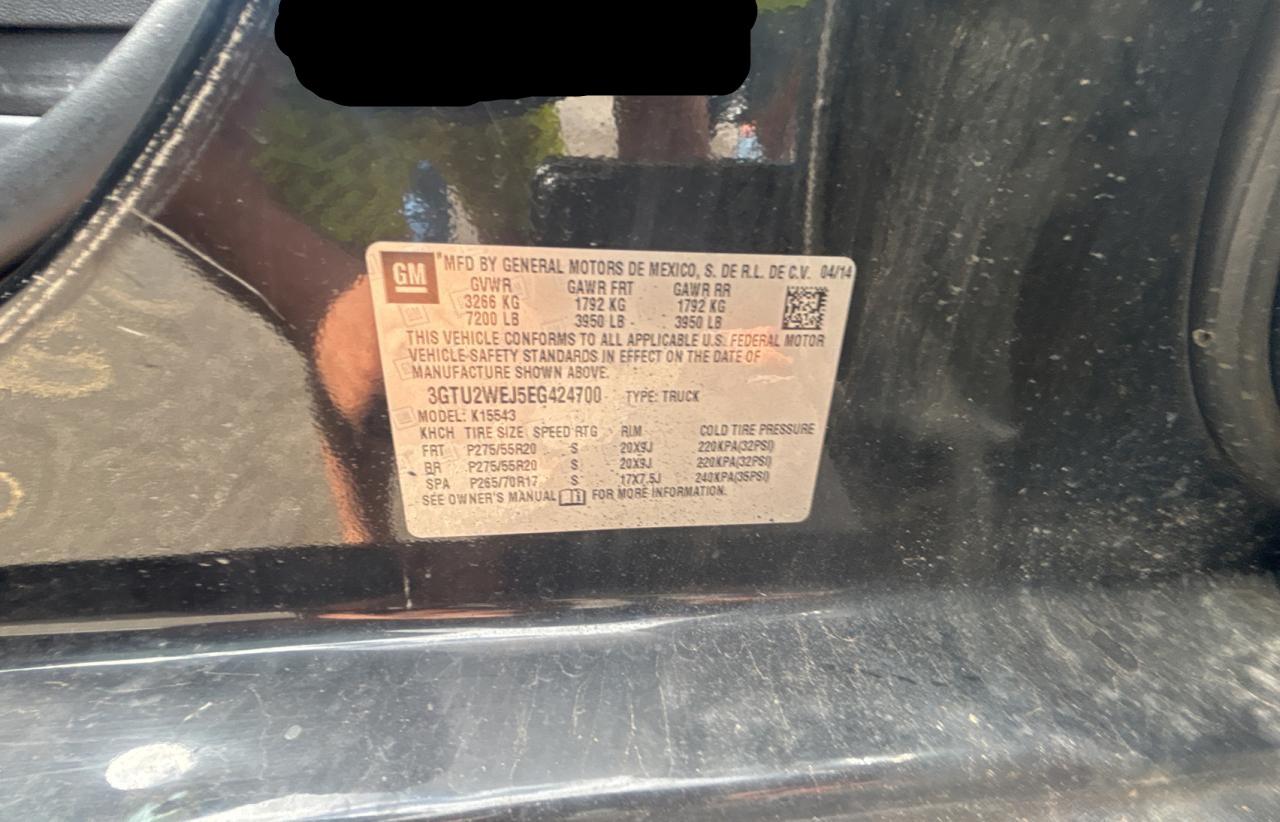 GM
MFD BY GENERAL MOTORS DE MEXICO, S. DE R.L. DE C.V. 04/14
GVWR GAWR FRT GAWR RR
3266 KG 1792 KG 1792 KG
7200 LB 3950 LB 3950 LB
THIS VEHICLE CONFORMS TO ALL APPLICABLE U.S. FEDERAL MOTOR
VEHICLE SAFETY STANDARDS IN EFFECT ON THE DATE OF
MANUFACTURE SHOWN ABOVE.
3GTU2WEJ5EG424700 TYPE: TRUCK
MODEL: K15543
KHCH TIRE SIZE SPEED RTG RIM COLD TIRE PRESSURE
FRT P275/55R20 S 20X9J 220KPA(32PSI)
RR P275/55R20 S 20X9J 220KPA(32PSI)
SPA P265/70R17 S 17X7.5J 240KPA(35PSI)
SEE OWNER'S MANUAL FOR MORE INFORMATION.